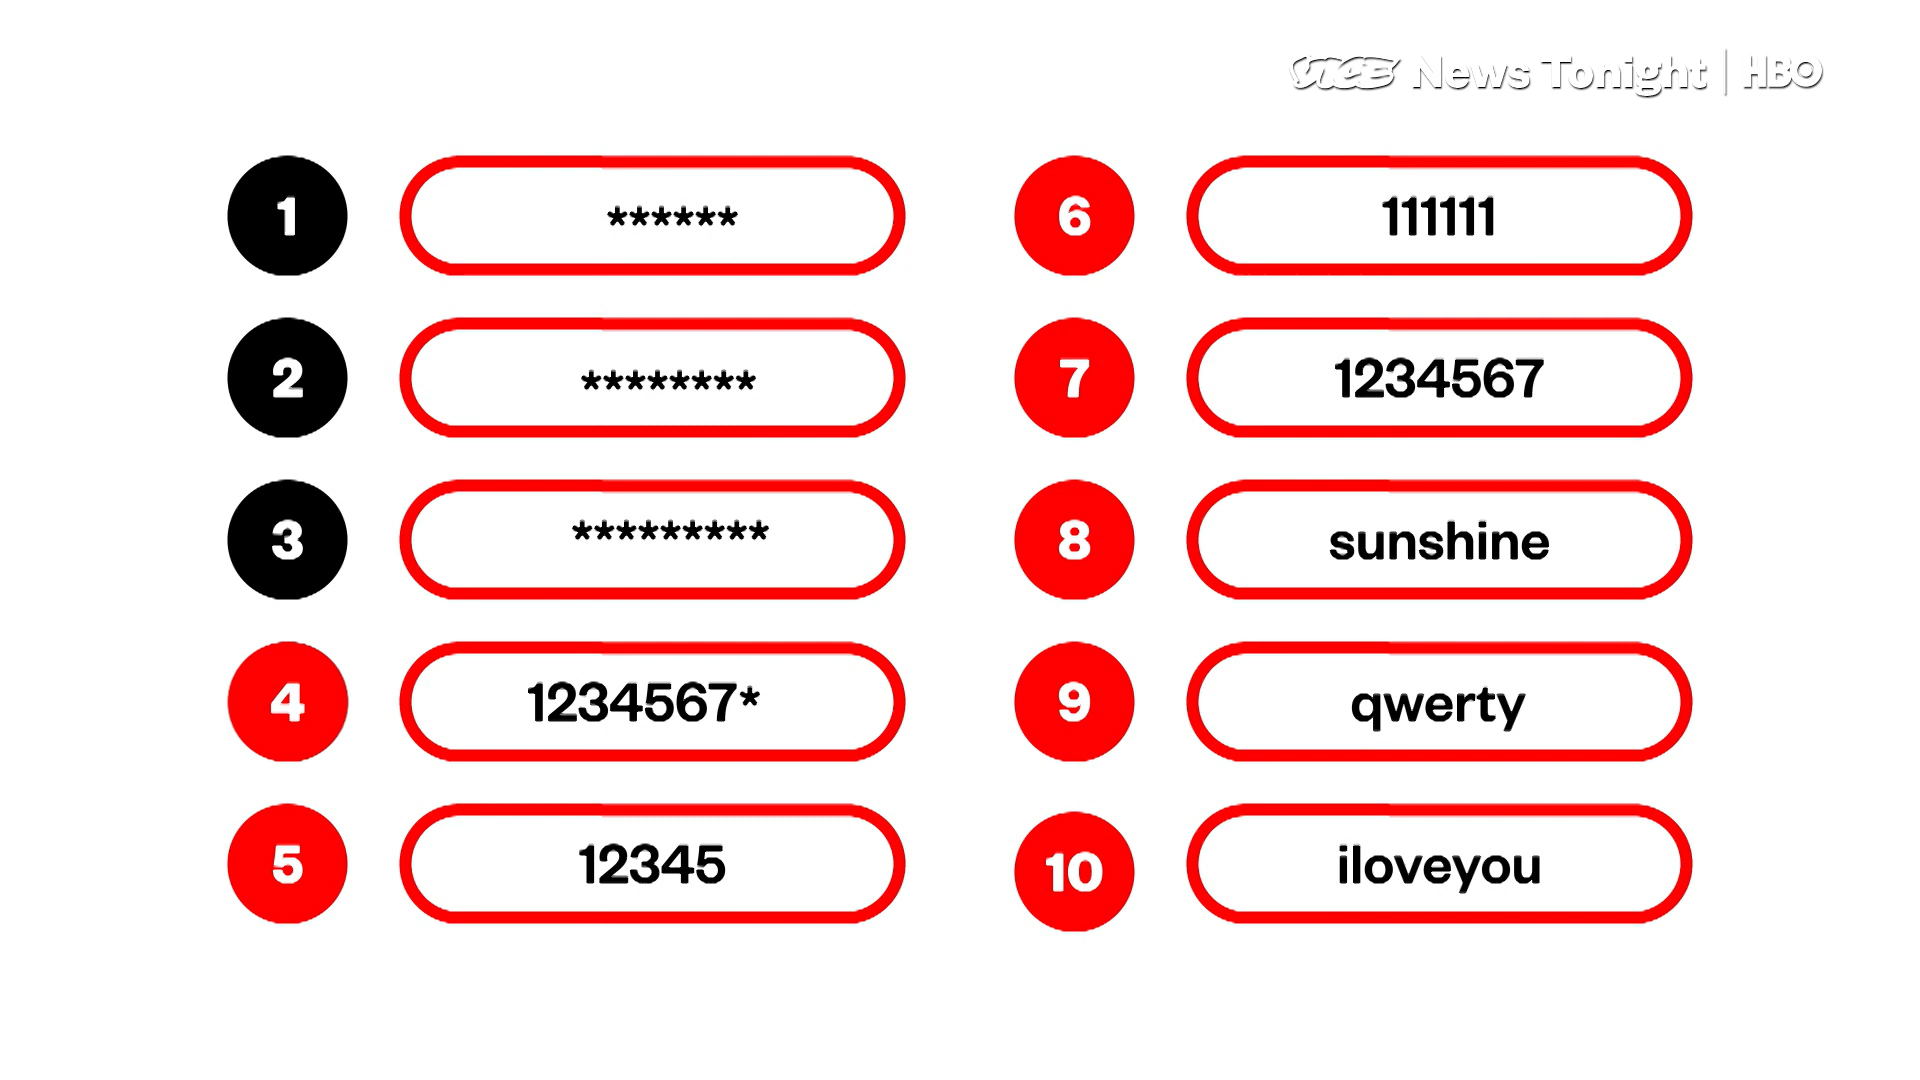 VICE News Tonight | HBO
1 ******
2 ********
3 *********
4 1234567*
5 12345
6 111111
7 1234567
8 sunshine
9 qwerty
10 iloveyou